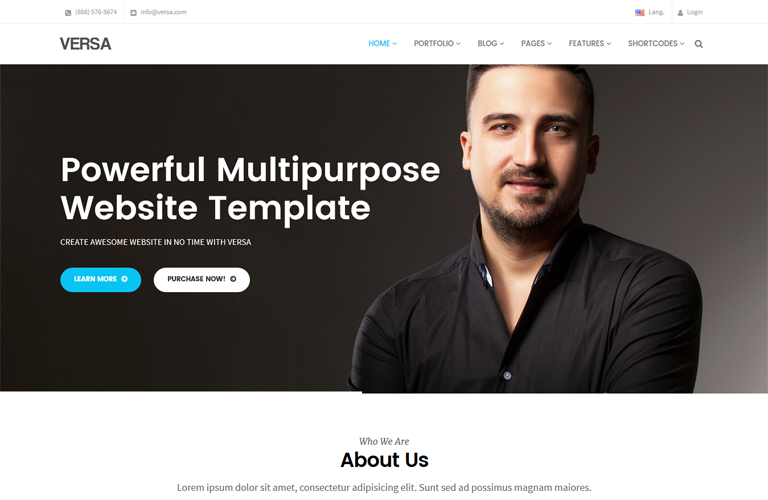 (888) 576-5674 info@versa.com Lang. Login
VERSA HOME PORTFOLIO BLOG PAGES FEATURES SHORTCODES
Powerful Multipurpose
Website Template
CREATE AWESOME WEBSITE IN NO TIME WITH VERSA
LEARN MORE PURCHASE NOW!
Who We Are
About Us
Lorem ipsum dolor sit amet, consectetur adipisicing elit. Sunt sed ad possimus magnam maiores.